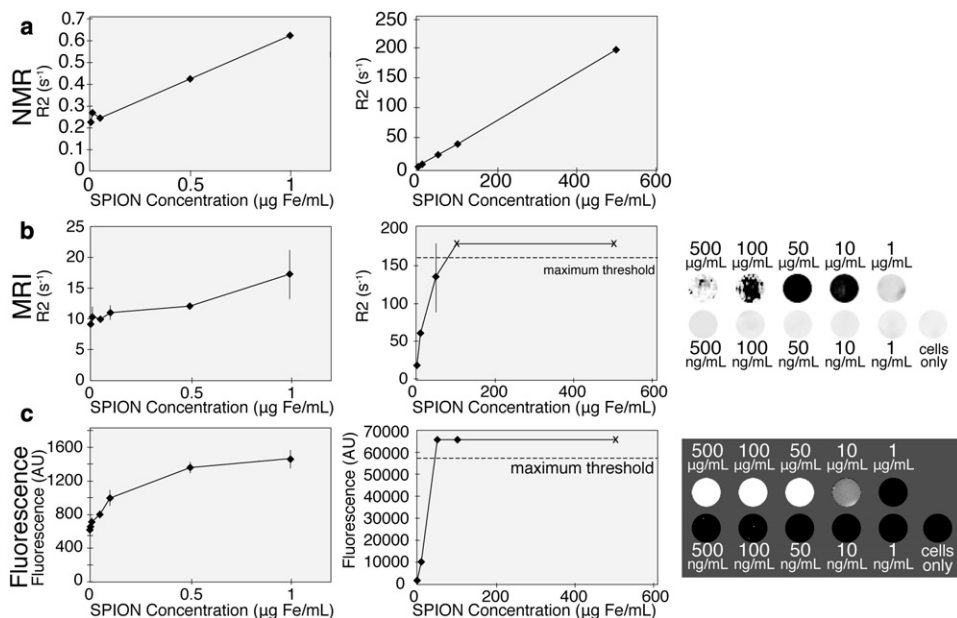 a
NMR
R2 (s⁻¹)
0.7
0.6
0.5
0.4
0.3
0.2
0.1
0
0
0.5
1
SPION Concentration (µg Fe/mL)
R2 (s⁻¹)
250
200
150
100
50
0
0
200
400
600
SPION Concentration (µg Fe/mL)
b
MRI
R2 (s⁻¹)
25
20
15
10
5
0
0
0.5
1
SPION Concentration (µg Fe/mL)
R2 (s⁻¹)
200
150
100
50
0
maximum threshold
0
200
400
600
SPION Concentration (µg Fe/mL)
500 100 50 10 1
µg/mL µg/mL µg/mL µg/mL µg/mL
500 100 50 10 1 cells
ng/mL ng/mL ng/mL ng/mL ng/mL only
c
Fluorescence
Fluorescence (AU)
1600
1200
800
400
0
0
0.5
1
SPION Concentration (µg Fe/mL)
Fluorescence (AU)
70000
60000
50000
40000
30000
20000
10000
0
maximum threshold
0
200
400
600
SPION Concentration (µg Fe/mL)
500 100 50 10 1
µg/mL µg/mL µg/mL µg/mL µg/mL
500 100 50 10 1 cells
ng/mL ng/mL ng/mL ng/mL ng/mL only